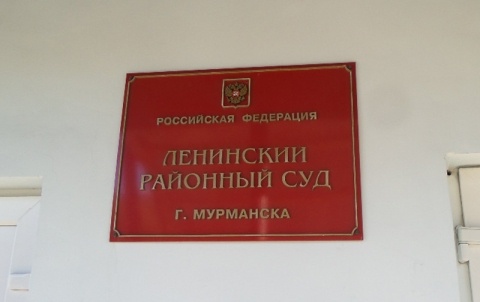 РОССИЙСКАЯ ФЕДЕРАЦИЯ
ЛЕНИНСКИЙ
РАЙОННЫЙ СУД
Г. МУРМАНСКА